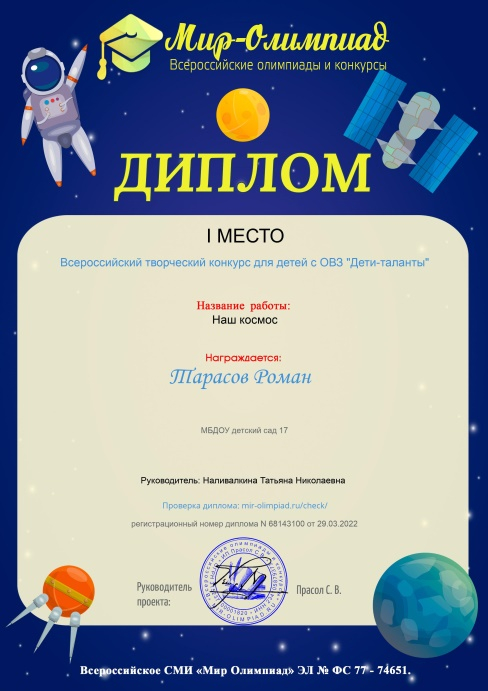 Мир-Олимпиад
Всероссийские олимпиады и конкурсы
ДИПЛОМ
I МЕСТО
Всероссийский творческий конкурс для детей с ОВЗ "Дети-таланты"
Название работы:
Наш космос
Награждается:
Тарасов Роман
МБДОУ детский сад 17
Руководитель: Наливалкина Татьяна Николаевна
Проверка диплома: mir-olimpiad.ru/check/
регистрационный номер диплома N 68143100 от 29.03.2022
Руководитель
проекта:
Прасол С. В.
Всероссийское СМИ «Мир Олимпиад» ЭЛ № ФС 77 - 74651.